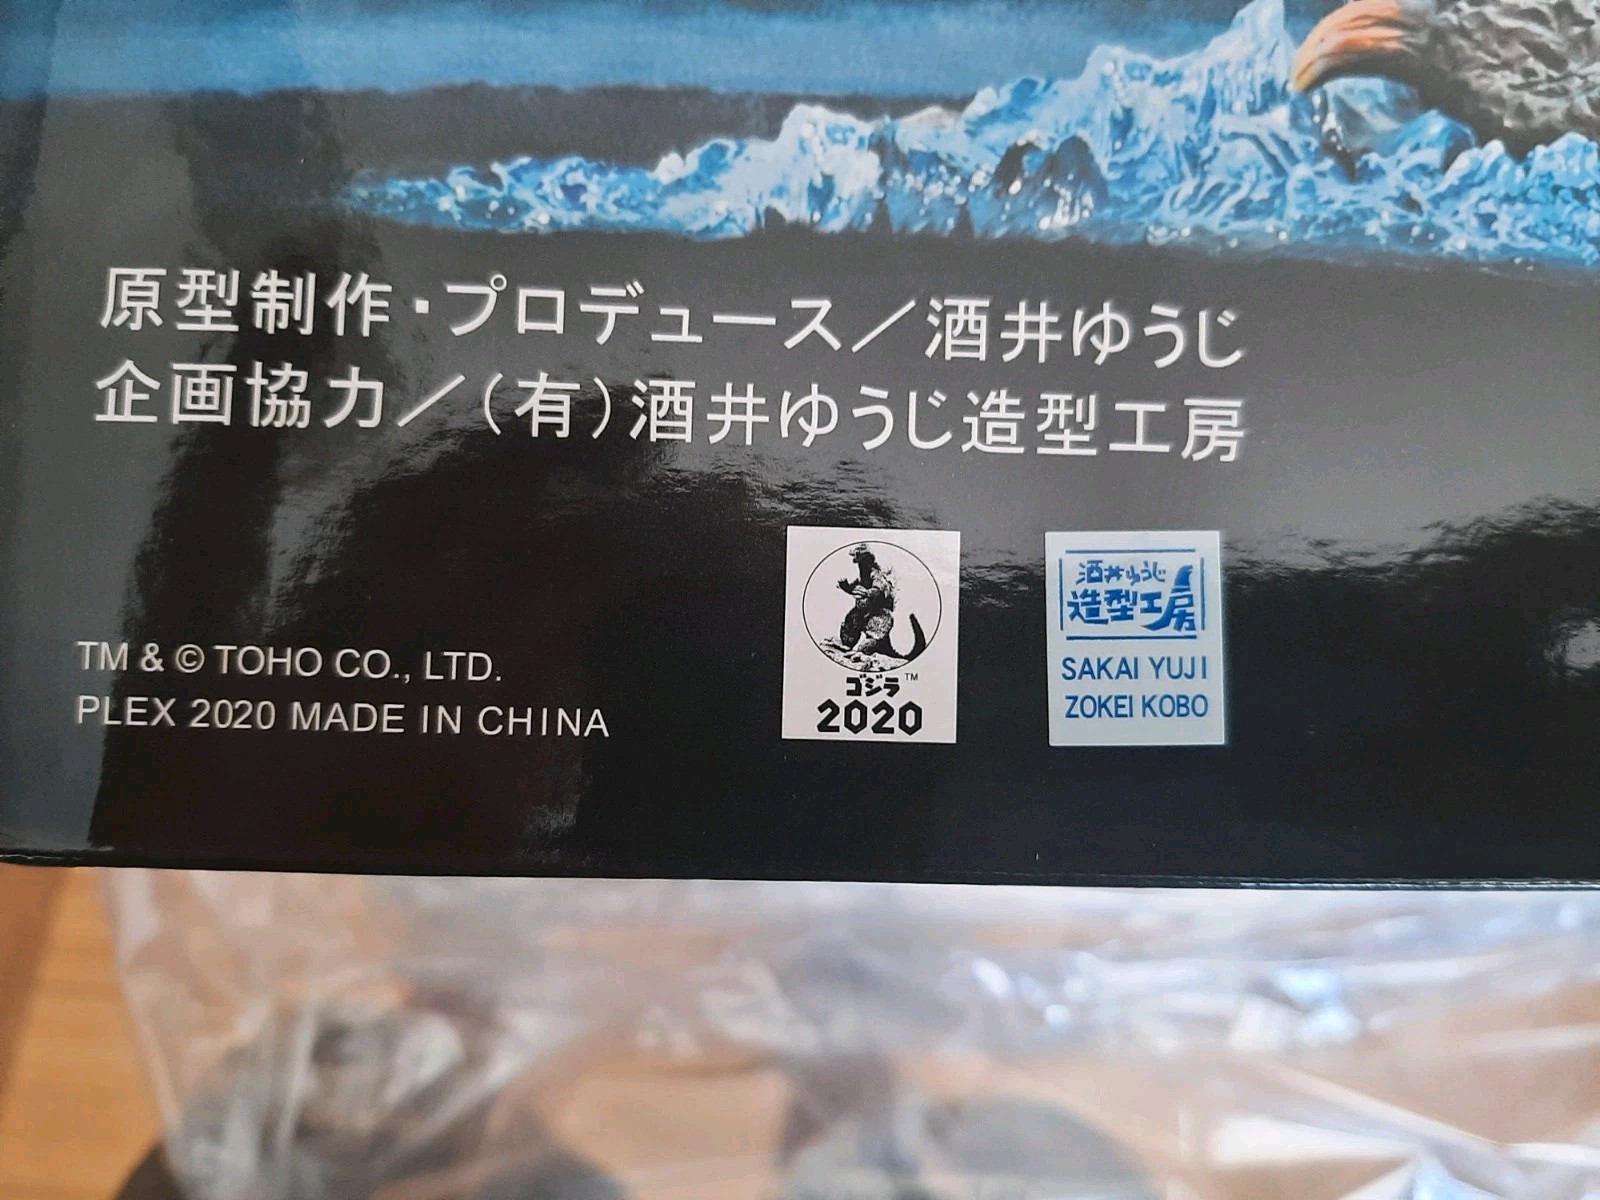 原型制作・プロデュース／酒井ゆうじ
企画協力／（有）酒井ゆうじ造型工房
TM & © TOHO CO., LTD.
PLEX 2020 MADE IN CHINA
ゴジラ™
2020
酒井ゆうじ
造型工房
SAKAI YUJI
ZOKEI KOBO